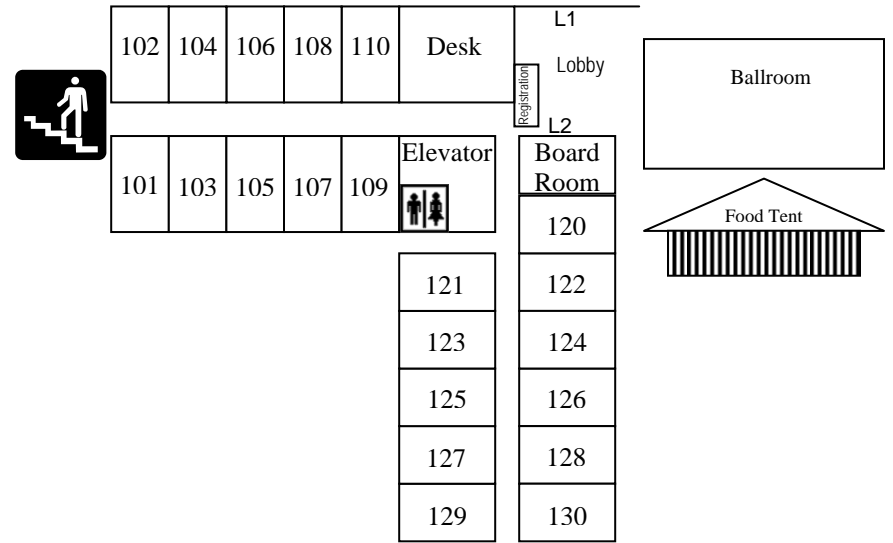 L1
102 104 106 108 110 Desk
Lobby
Ballroom
Registration
L2
Elevator
Board
Room
101 103 105 107 109
120
Food Tent
121 122
123 124
125 126
127 128
129 130